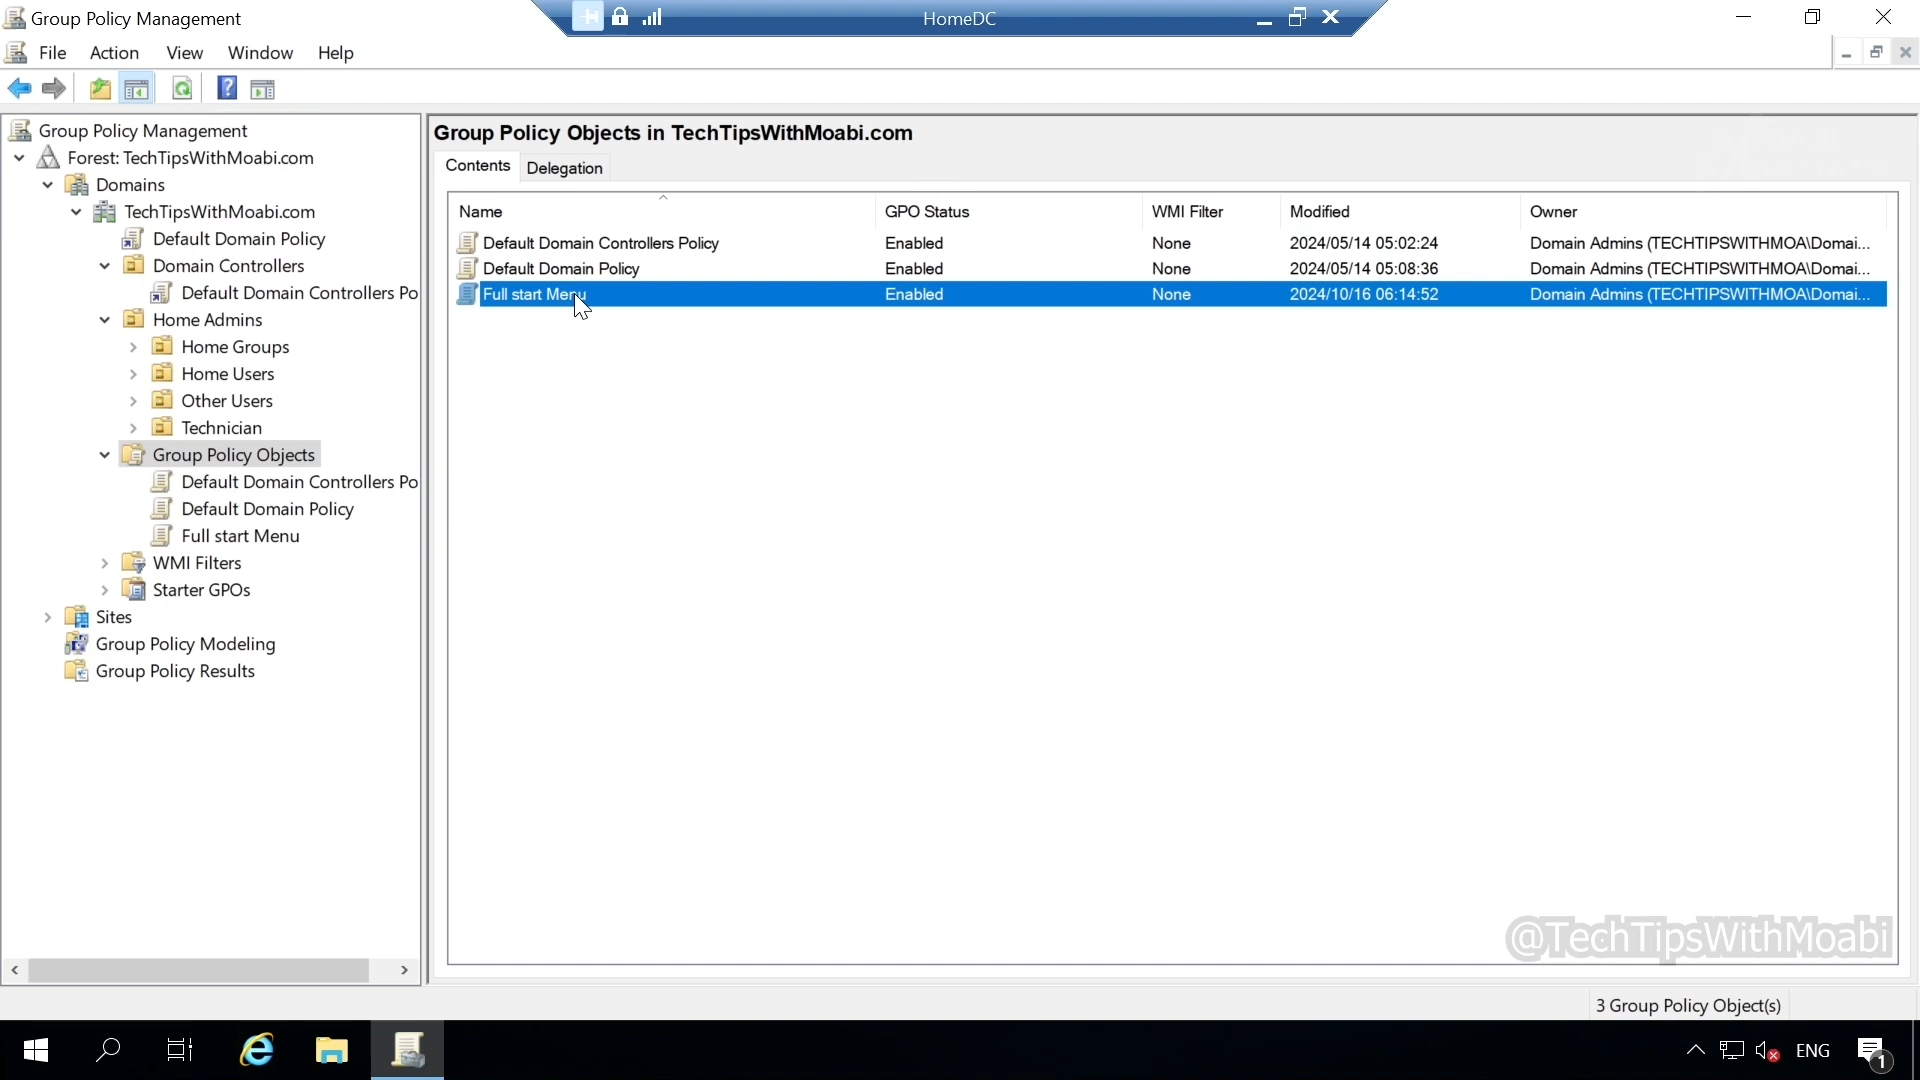 Group Policy Management
HomeDC
File Action View Window Help
Group Policy Management
Forest: TechTipsWithMoabi.com
Domains
TechTipsWithMoabi.com
Default Domain Policy
Domain Controllers
Default Domain Controllers Po
Home Admins
Home Groups
Home Users
Other Users
Technician
Group Policy Objects
Default Domain Controllers Po
Default Domain Policy
Full start Menu
WMI Filters
Starter GPOs
Sites
Group Policy Modeling
Group Policy Results
Group Policy Objects in TechTipsWithMoabi.com
Contents Delegation
Name GPO Status WMI Filter Modified Owner
Default Domain Controllers Policy Enabled None 2024/05/14 05:02:24 Domain Admins (TECHTIPSWITHMOA\Domai...
Default Domain Policy Enabled None 2024/05/14 05:08:36 Domain Admins (TECHTIPSWITHMOA\Domai...
Full start Menu Enabled None 2024/10/16 06:14:52 Domain Admins (TECHTIPSWITHMOA\Domai...
@TechTipsWithMoabi
3 Group Policy Object(s)
ENG
1